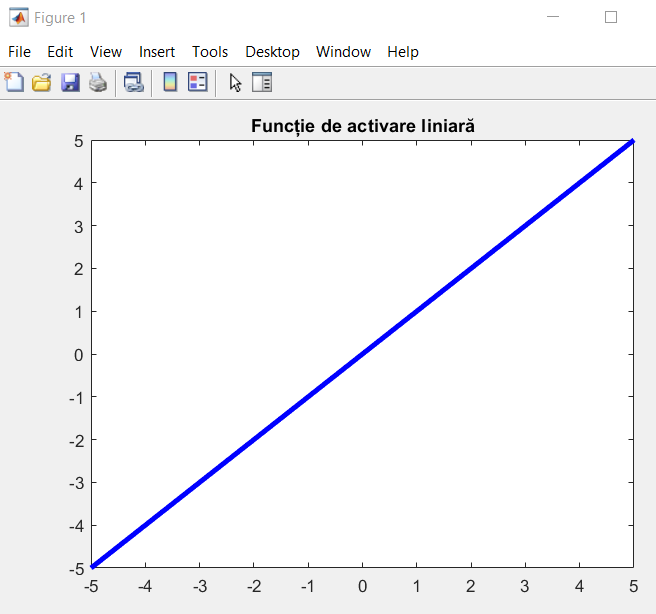 Figure 1
File Edit View Insert Tools Desktop Window Help
Funcție de activare liniară
5
4
3
2
1
0
-1
-2
-3
-4
-5
-5 -4 -3 -2 -1 0 1 2 3 4 5